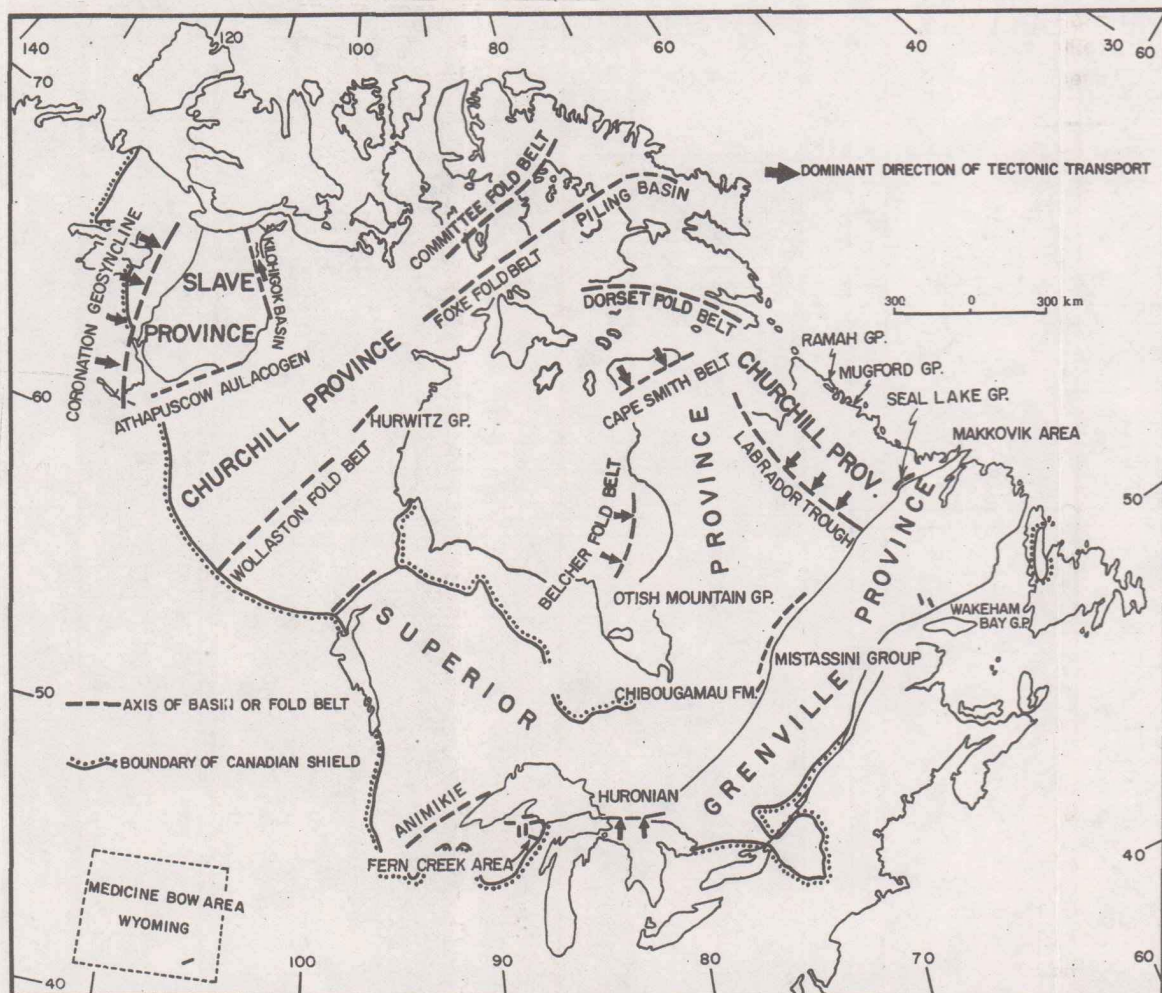 140
120
100
80
60
40
30
60
70
DOMINANT DIRECTION OF TECTONIC TRANSPORT
COMMITTEE FOLD BELT
PILING BASIN
FOXE FOLD BELT
CORONATION GEOSYNCLINE
KILCHIGOK BASIN
SLAVE
PROVINCE
DORSET FOLD BELT
300 0 300 km
RAMAH GP.
MUGFORD GP.
SEAL LAKE GP.
MAKKOVIK AREA
60
ATHAPUSCOW AULACOGEN
CAPE SMITH BELT
CHURCHILL PROV.
CHURCHILL PROVINCE
HURWITZ GP.
LABRADOR TROUGH
50
WOLLASTON FOLD BELT
BELCHER FOLD BELT
PROVINCE
OTISH MOUNTAIN GP.
WAKEHAM
BAY G.P.
SUPERIOR
MISTASSINI GROUP
CHIBOUGAMAU FM.
GRENVILLE PROVINCE
50
AXIS OF BASIN OR FOLD BELT
BOUNDARY OF CANADIAN SHIELD
ANIMIKIE
HURONIAN
FERN CREEK AREA
40
MEDICINE BOW AREA
WYOMING
40
100
90
80
70
60